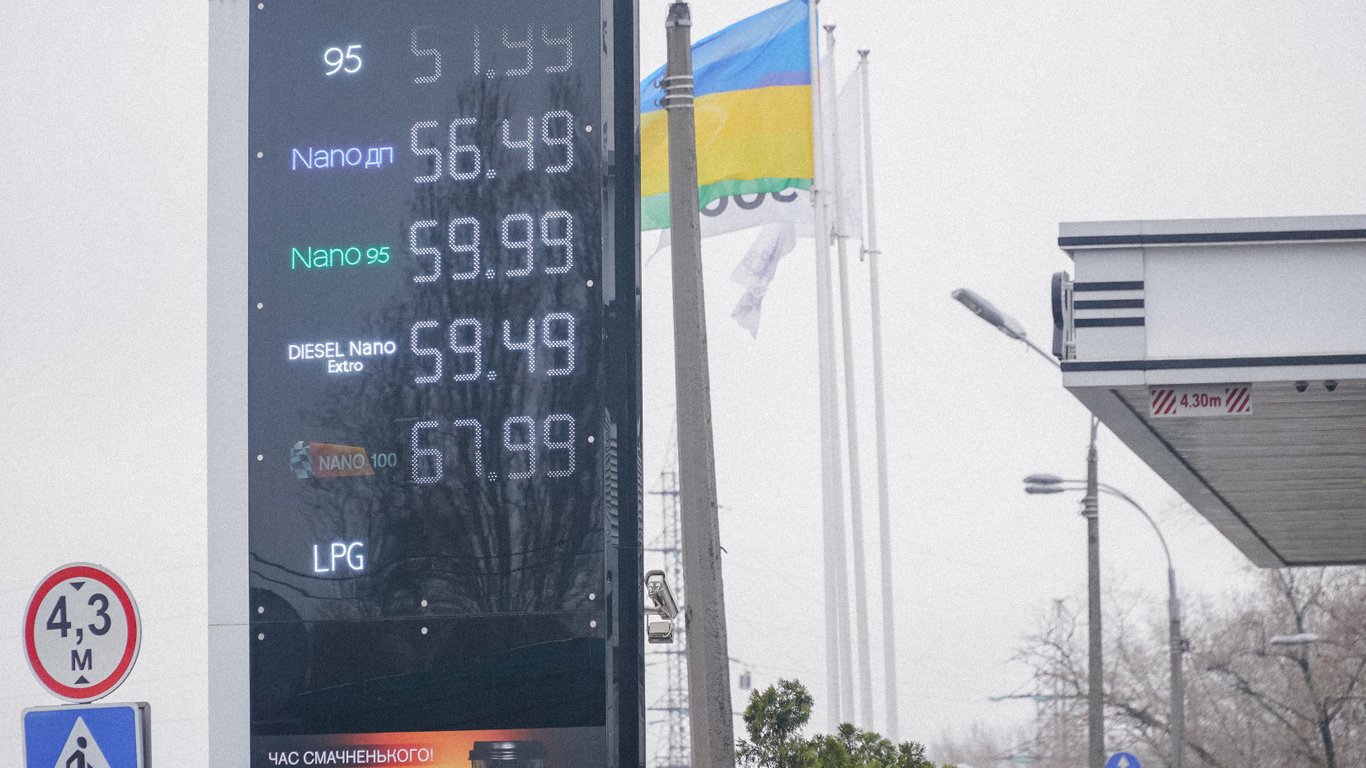 95 57.99
Nano ДП 56.49
Nano 95 59.99
DIESEL Nano 59.49
Extro
NANO 100 67.99
LPG
4.30m
4,3
М
ЧАС СМАЧНЕНЬКОГО!